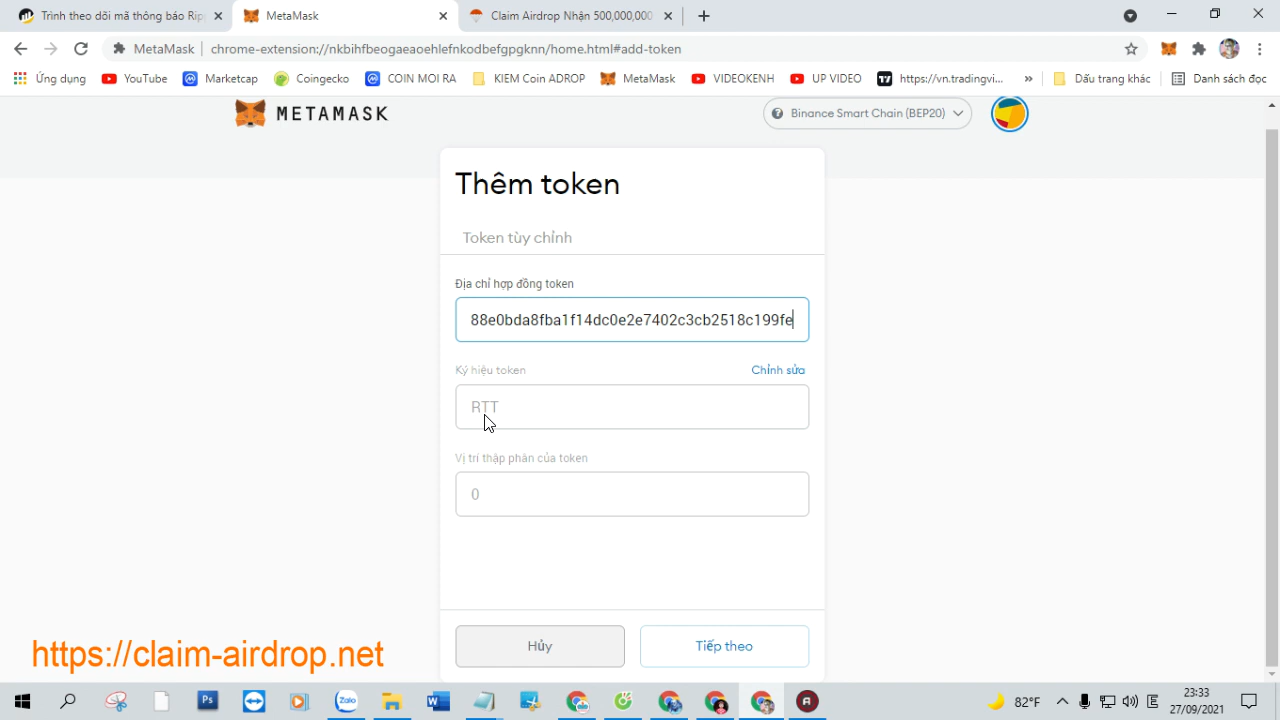 Trình theo dõi mã thông báo Rip
MetaMask
Claim Airdrop Nhận 500,000,000
MetaMask
chrome-extension://nkbihfbeogaeaoehlefnkodbefgpgknn/home.html#add-token
Ứng dụng
YouTube
Marketcap
Coingecko
COIN MOI RA
KIEM Coin ADROP
MetaMask
VIDEOKENH
UP VIDEO
https://vn.tradingvi...
»
Dấu trang khác
Danh sách đọc
METAMASK
Binance Smart Chain (BEP20)
Thêm token
Token tùy chỉnh
Địa chỉ hợp đồng token
88e0bda8fba1f14dc0e2e7402c3cb2518c199fe
Ký hiệu token
Chỉnh sửa
RTT
Vị trí thập phân của token
0
Hủy
Tiếp theo
https://claim-airdrop.net
Zalo
82°F
23:33
27/09/2021